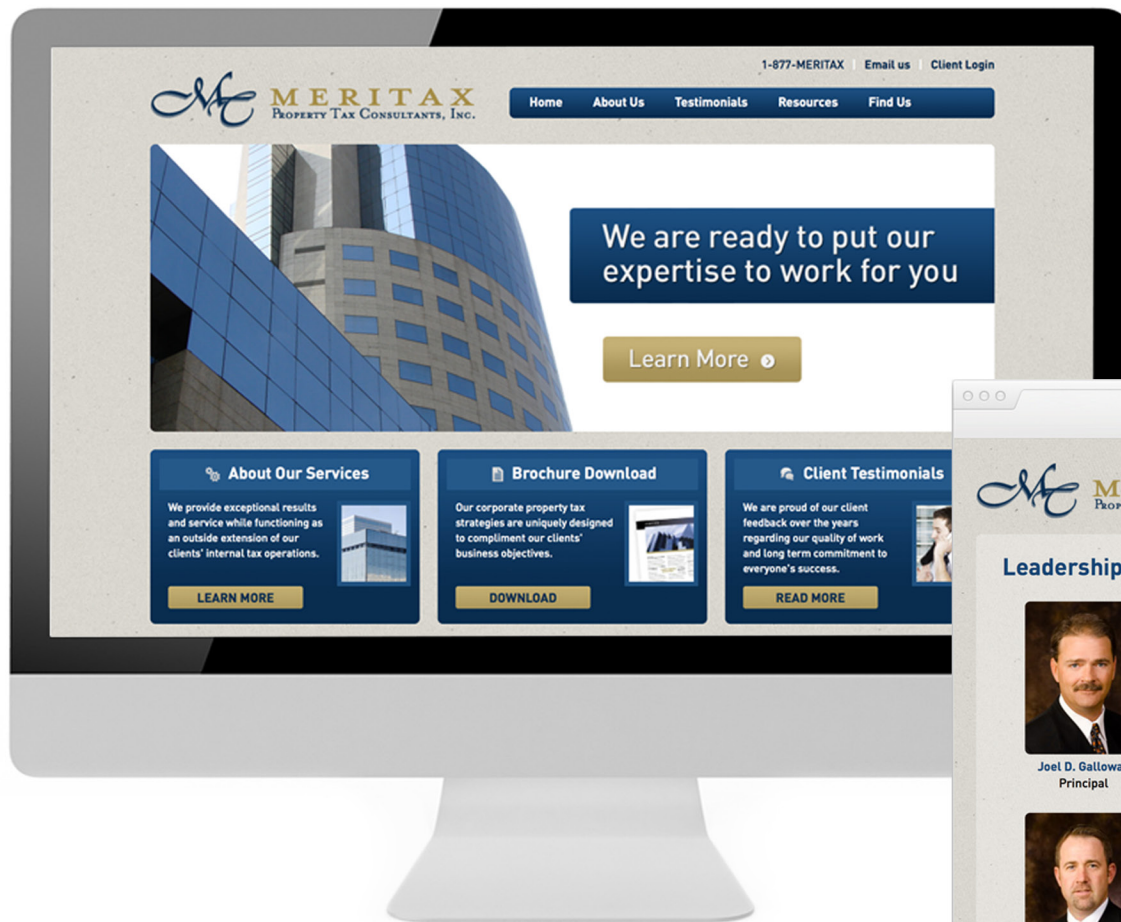 1-877-MERITAX Email us Client Login
MC MERITAX
PROPERTY TAX CONSULTANTS, INC.
Home About Us Testimonials Resources Find Us
We are ready to put our
expertise to work for you
Learn More
About Our Services
We provide exceptional results
and service while functioning as
an outside extension of our
clients' internal tax operations.
LEARN MORE
Brochure Download
Our corporate property tax
strategies are uniquely designed
to compliment our clients'
business objectives.
DOWNLOAD
Client Testimonials
We are proud of our client
feedback over the years
regarding our quality of work
and long term commitment to
everyone's success.
READ MORE
MC M
PROP
Leadership
Joel D. Gallowa
Principal